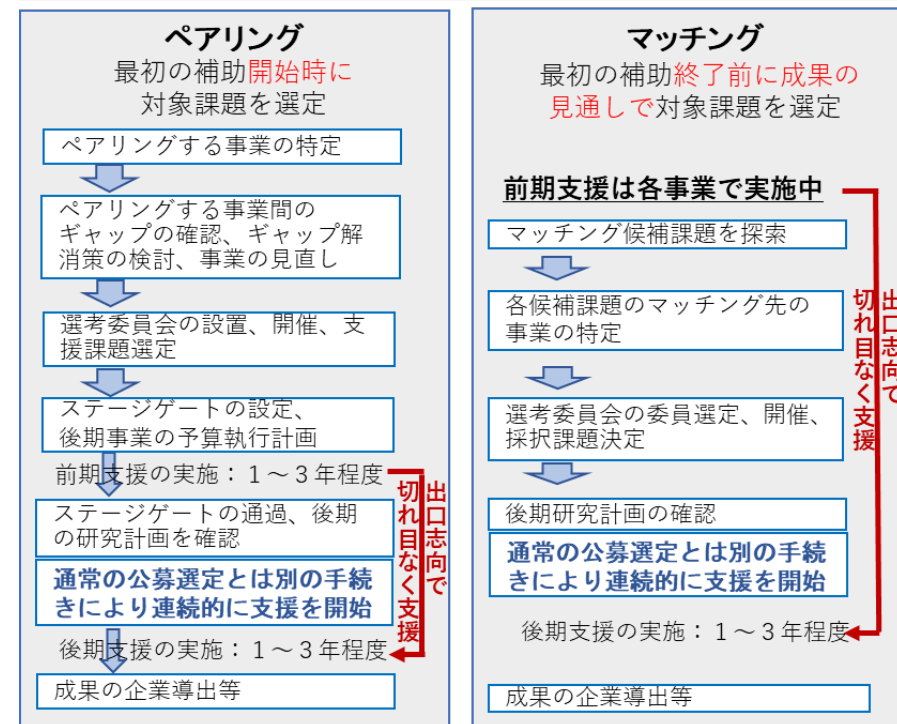 ペアリング
最初の補助開始時に
対象課題を選定
ペアリングする事業の特定
ペアリングする事業間の
ギャップの確認、ギャップ解
消策の検討、事業の見直し
選考委員会の設置、開催、支
援課題選定
ステージゲートの設定、
後期事業の予算執行計画
前期支援の実施：１～３年程度
ステージゲートの通過、後期
の研究計画を確認
通常の公募選定とは別の手続
きにより連続的に支援を開始
後期支援の実施：１～３年程度
成果の企業導出等
出口志向で
切れ目なく支援
マッチング
最初の補助終了前に成果の
見通しで対象課題を選定
前期支援は各事業で実施中
マッチング候補課題を探索
各候補課題のマッチング先の
事業の特定
選考委員会の委員選定、開催、
採択課題決定
後期研究計画の確認
通常の公募選定とは別の手続
きにより連続的に支援を開始
後期支援の実施：１～３年程度
成果の企業導出等
出口志向で
切れ目なく支援